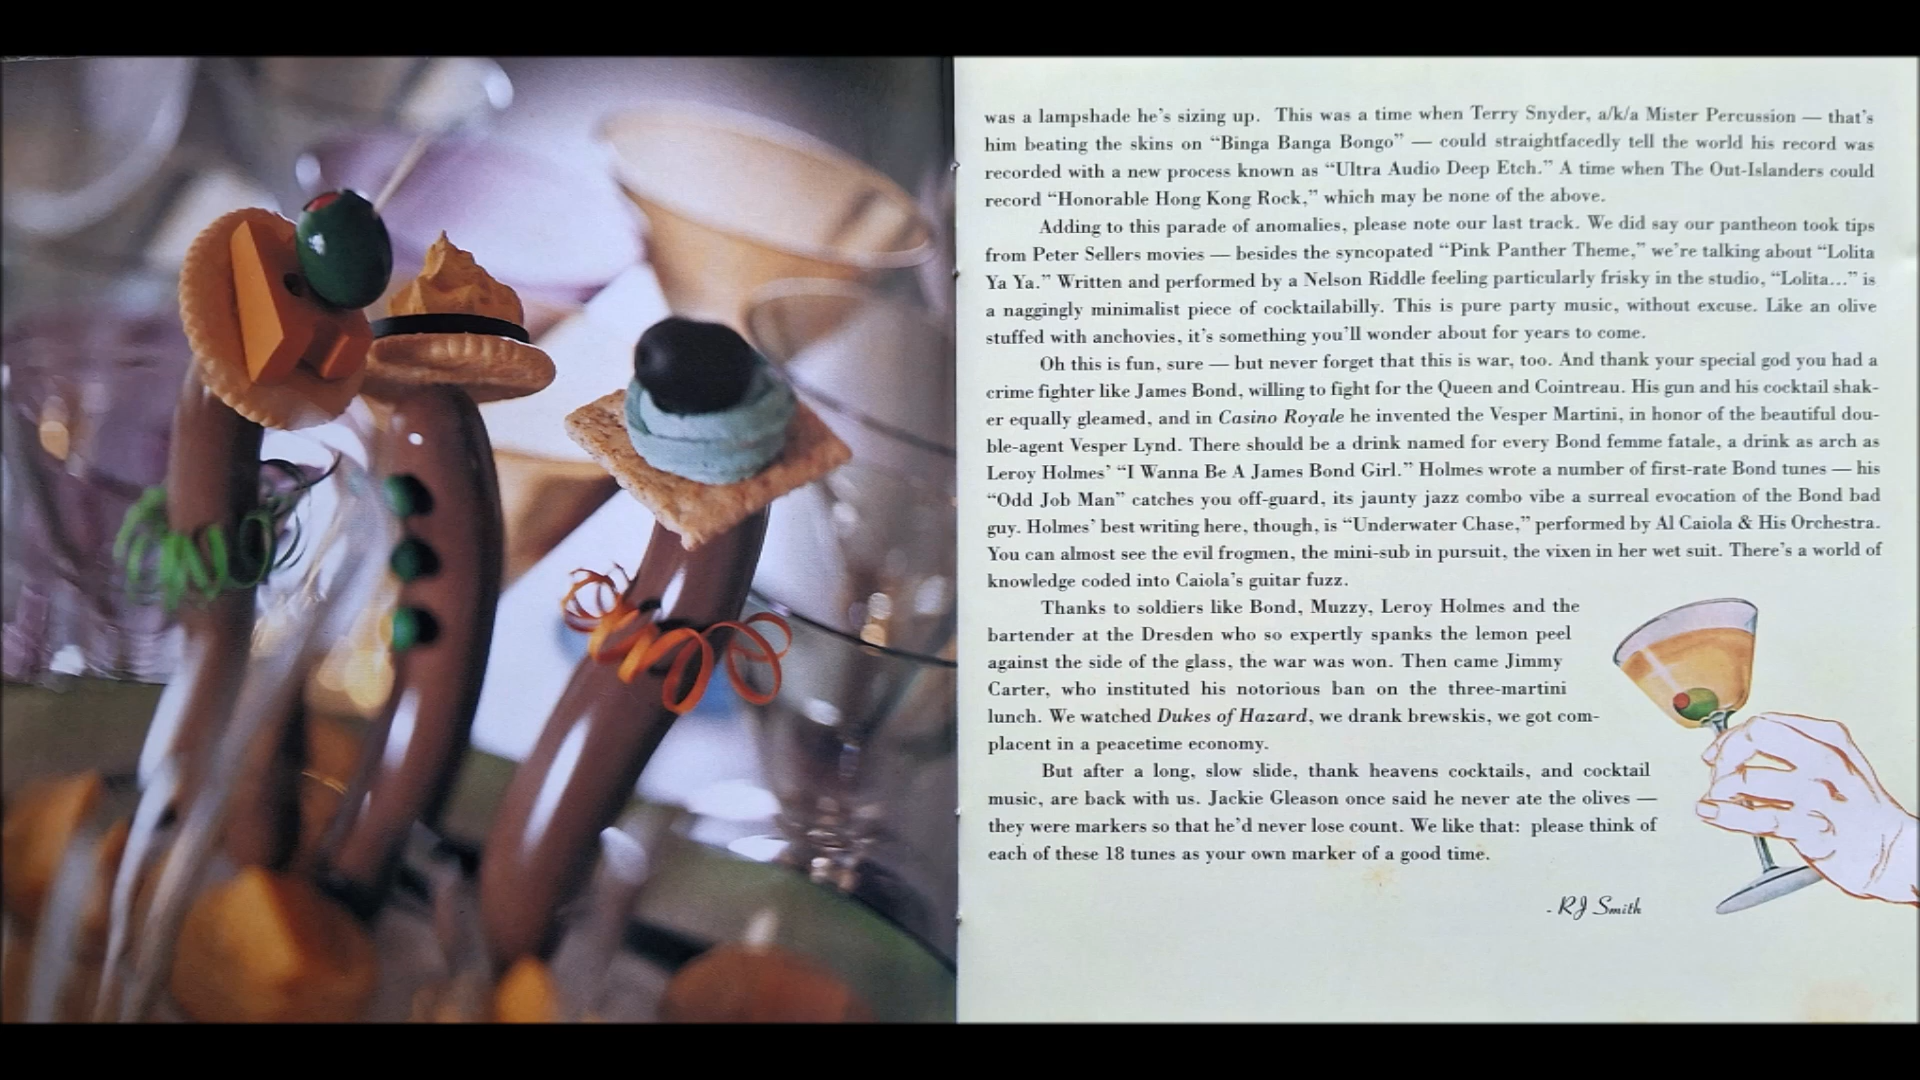 was a lampshade he's sizing up. This was a time when Terry Snyder, a/k/a Mister Percussion — that's
him beating the skins on “Binga Banga Bongo” — could straightfacedly tell the world his record was
recorded with a new process known as “Ultra Audio Deep Etch.” A time when The Out-Islanders could
record “Honorable Hong Kong Rock,” which may be none of the above.
Adding to this parade of anomalies, please note our last track. We did say our pantheon took tips
from Peter Sellers movies — besides the syncopated “Pink Panther Theme,” we're talking about “Lolita
Ya Ya.” Written and performed by a Nelson Riddle feeling particularly frisky in the studio, “Lolita...” is
a naggingly minimalist piece of cocktailabilly. This is pure party music, without excuse. Like an olive
stuffed with anchovies, it's something you'll wonder about for years to come.
Oh this is fun, sure — but never forget that this is war, too. And thank your special god you had a
crime fighter like James Bond, willing to fight for the Queen and Cointreau. His gun and his cocktail shak-
er equally gleamed, and in Casino Royale he invented the Vesper Martini, in honor of the beautiful dou-
ble-agent Vesper Lynd. There should be a drink named for every Bond femme fatale, a drink as arch as
Leroy Holmes' “I Wanna Be A James Bond Girl.” Holmes wrote a number of first-rate Bond tunes — his
“Odd Job Man” catches you off-guard, its jaunty jazz combo vibe a surreal evocation of the Bond bad
guy. Holmes' best writing here, though, is “Underwater Chase,” performed by Al Caiola & His Orchestra.
You can almost see the evil frogmen, the mini-sub in pursuit, the vixen in her wet suit. There's a world of
knowledge coded into Caiola's guitar fuzz.
Thanks to soldiers like Bond, Muzzy, Leroy Holmes and the
bartender at the Dresden who so expertly spanks the lemon peel
against the side of the glass, the war was won. Then came Jimmy
Carter, who instituted his notorious ban on the three-martini
lunch. We watched Dukes of Hazard, we drank brewskis, we got com-
placent in a peacetime economy.
But after a long, slow slide, thank heavens cocktails, and cocktail
music, are back with us. Jackie Gleason once said he never ate the olives —
they were markers so that he'd never lose count. We like that: please think of
each of these 18 tunes as your own marker of a good time.
- RJ Smith